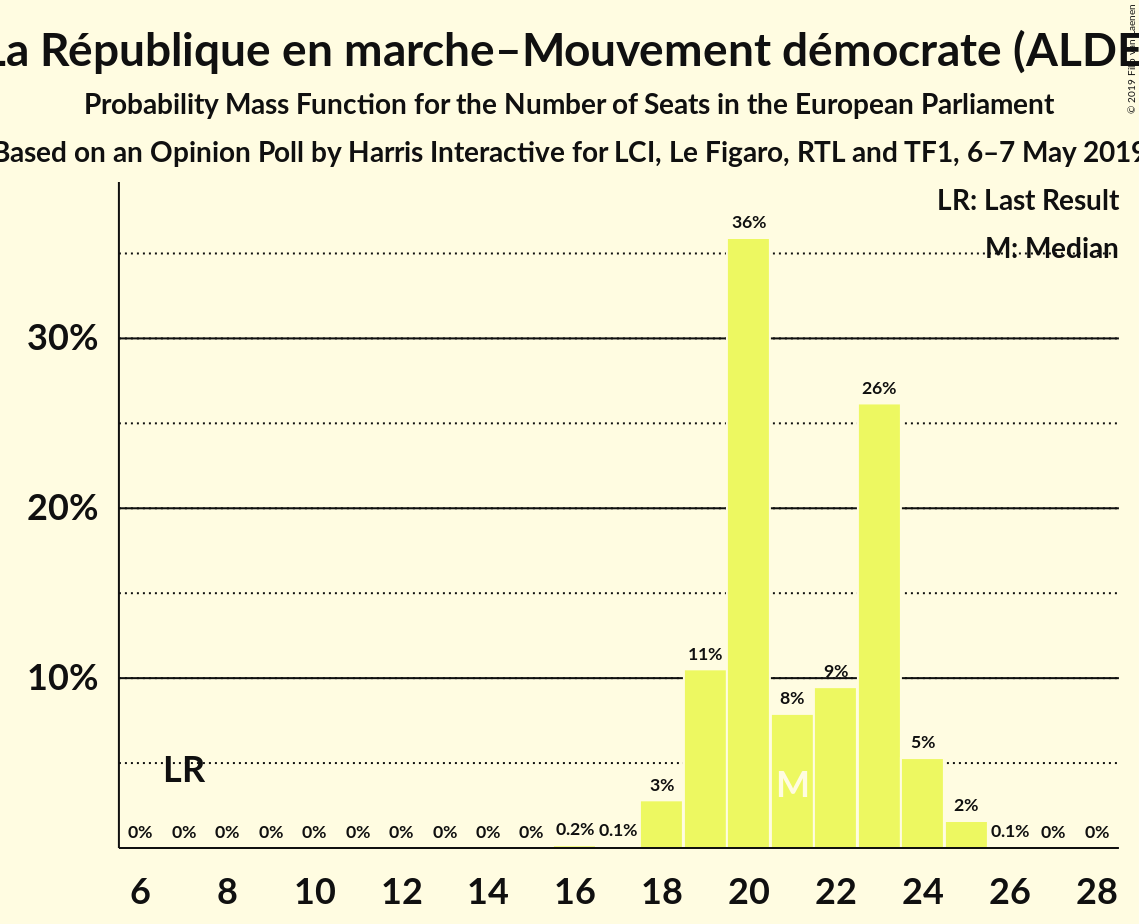 La République en marche–Mouvement démocrate (ALDE
Probability Mass Function for the Number of Seats in the European Parliament
Based on an Opinion Poll by Harris Interactive for LCI, Le Figaro, RTL and TF1, 6–7 May 2019
© 2019 Filip van Laenen
LR: Last Result
M: Median
36%
30%
26%
20%
11%
10%
9%
8%
5%
LR
M
3%
2%
0% 0% 0% 0% 0% 0% 0% 0% 0% 0% 0.2% 0.1% 0.1% 0% 0%
6 8 10 12 14 16 18 20 22 24 26 28